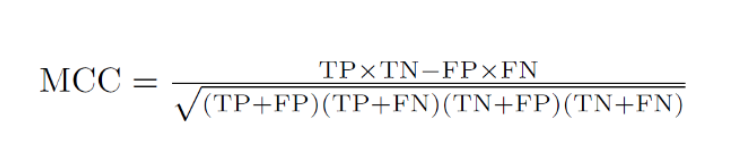 MCC = TP×TN−FP×FN / √(TP+FP)(TP+FN)(TN+FP)(TN+FN)